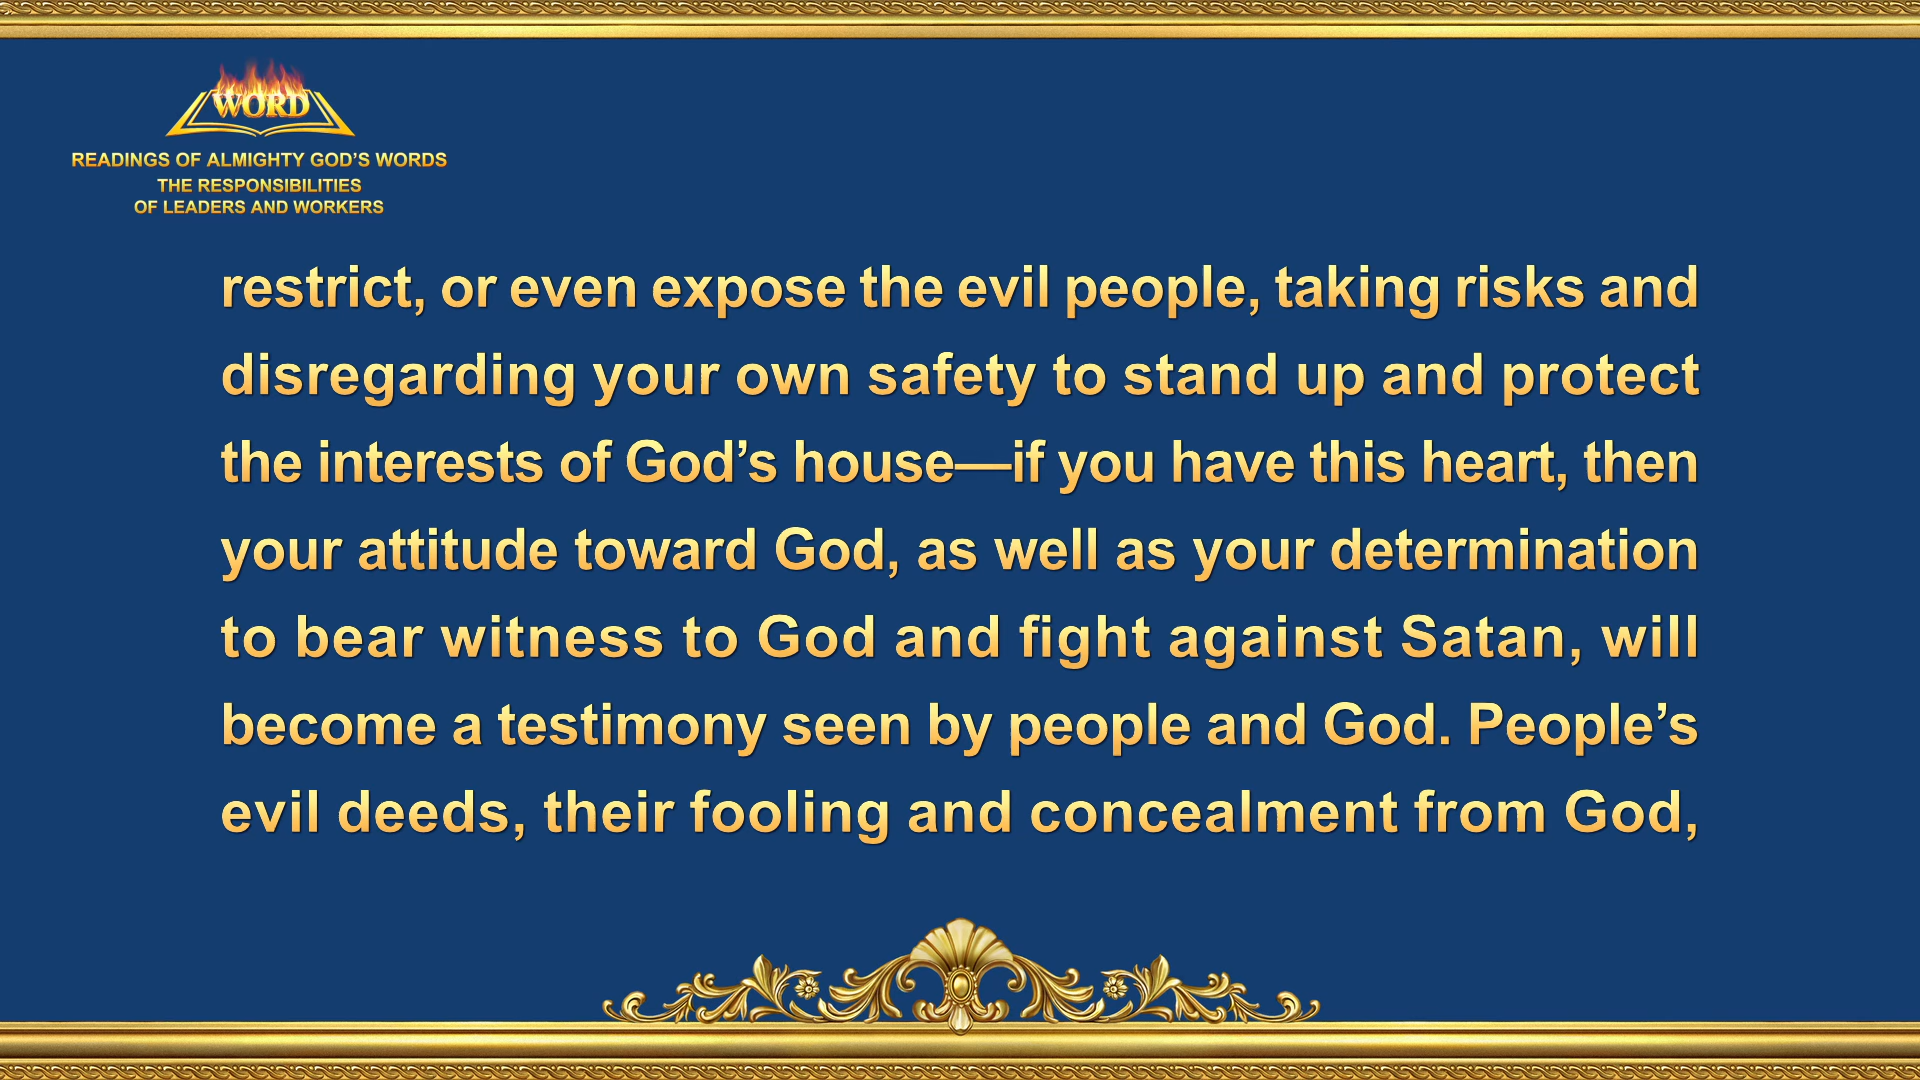 WORD
READINGS OF ALMIGHTY GOD’S WORDS
THE RESPONSIBILITIES
OF LEADERS AND WORKERS
restrict, or even expose the evil people, taking risks and
disregarding your own safety to stand up and protect
the interests of God’s house—if you have this heart, then
your attitude toward God, as well as your determination
to bear witness to God and fight against Satan, will
become a testimony seen by people and God. People’s
evil deeds, their fooling and concealment from God,